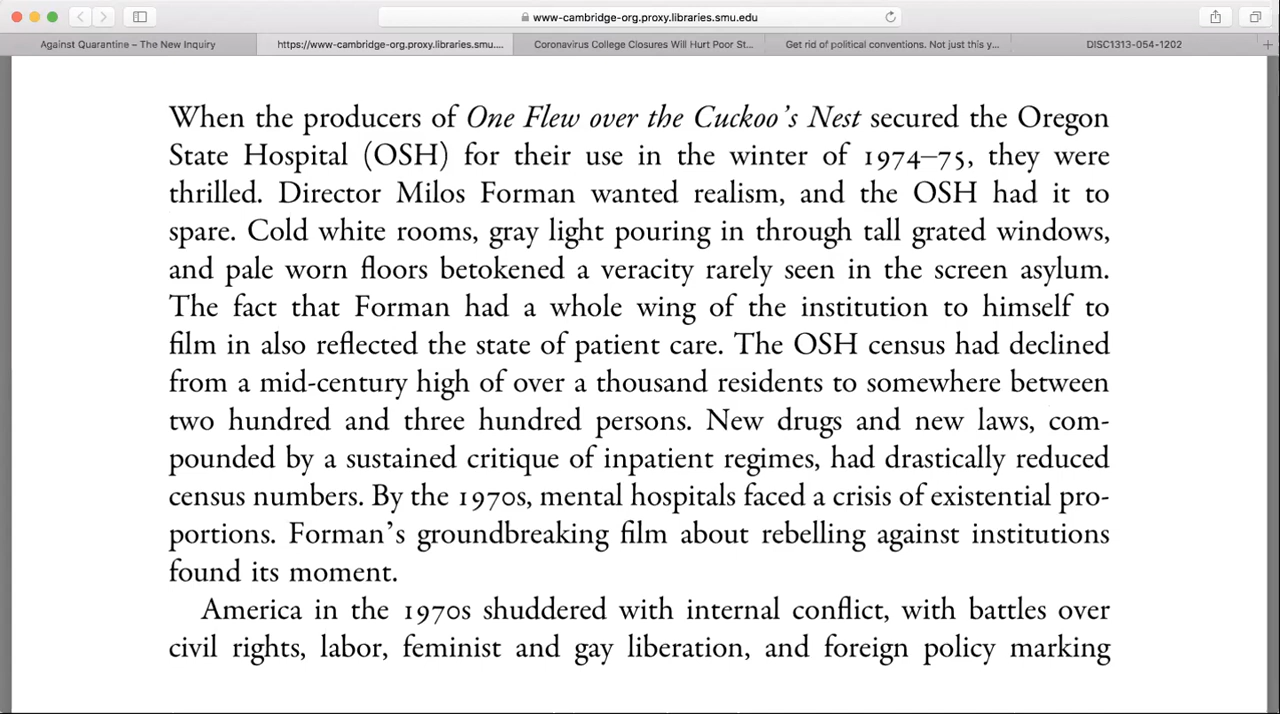 www-cambridge-org.proxy.libraries.smu.edu
Against Quarantine – The New Inquiry
https://www-cambridge-org.proxy.libraries.smu....
Coronavirus College Closures Will Hurt Poor St...
Get rid of political conventions. Not just this y...
DISC1313-054-1202
When the producers of One Flew over the Cuckoo's Nest secured the Oregon
State Hospital (OSH) for their use in the winter of 1974–75, they were
thrilled. Director Milos Forman wanted realism, and the OSH had it to
spare. Cold white rooms, gray light pouring in through tall grated windows,
and pale worn floors betokened a veracity rarely seen in the screen asylum.
The fact that Forman had a whole wing of the institution to himself to
film in also reflected the state of patient care. The OSH census had declined
from a mid-century high of over a thousand residents to somewhere between
two hundred and three hundred persons. New drugs and new laws, com-
pounded by a sustained critique of inpatient regimes, had drastically reduced
census numbers. By the 1970s, mental hospitals faced a crisis of existential pro-
portions. Forman's groundbreaking film about rebelling against institutions
found its moment.
America in the 1970s shuddered with internal conflict, with battles over
civil rights, labor, feminist and gay liberation, and foreign policy marking